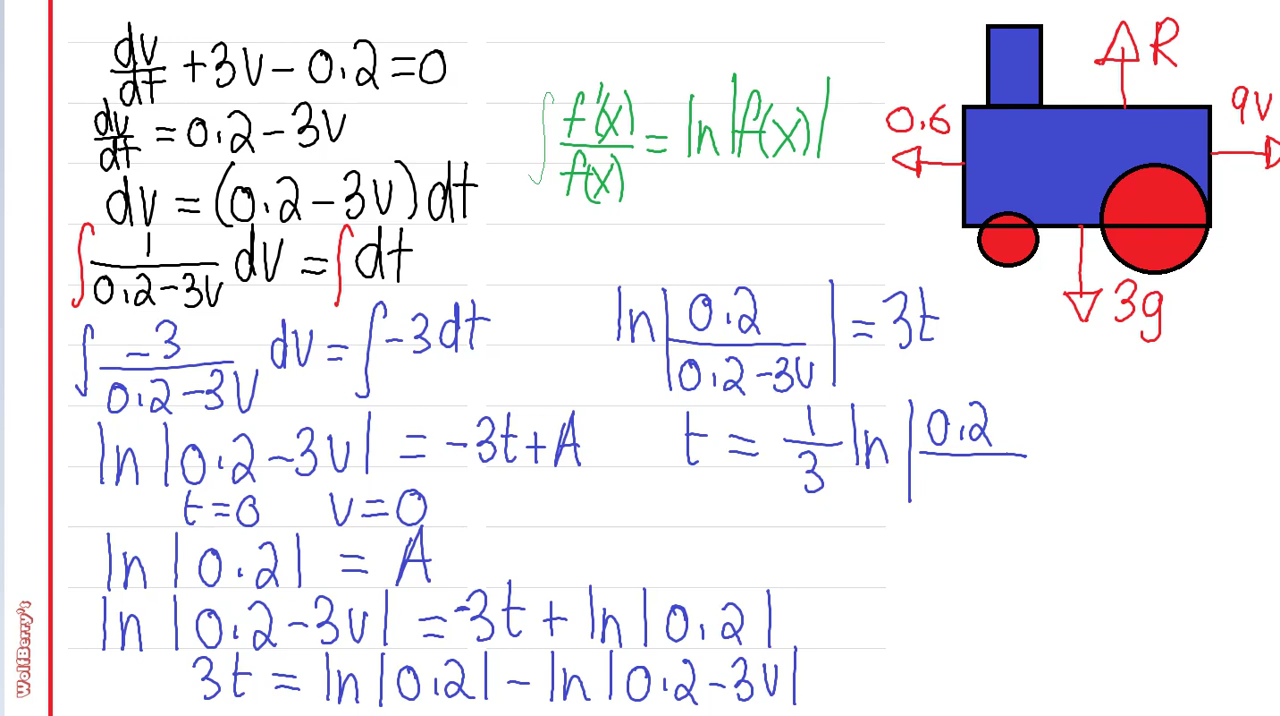 dv/dt + 3v - 0.2 = 0
dv/dt = 0.2 - 3v
dv = (0.2 - 3v) dt
∫ 1/(0.2 - 3v) dv = ∫ dt
∫ -3/(0.2 - 3v) dv = ∫ -3 dt
ln|0.2 - 3v| = -3t + A
t = 0 v = 0
ln|0.2| = A
ln|0.2 - 3v| = -3t + ln|0.2|
3t = ln|0.2| - ln|0.2 - 3v|
∫ f'(x)/f(x) = ln|f(x)|
ln|0.2/(0.2 - 3v)| = 3t
t = 1/3 ln|0.2
R
0.6
9v
3g